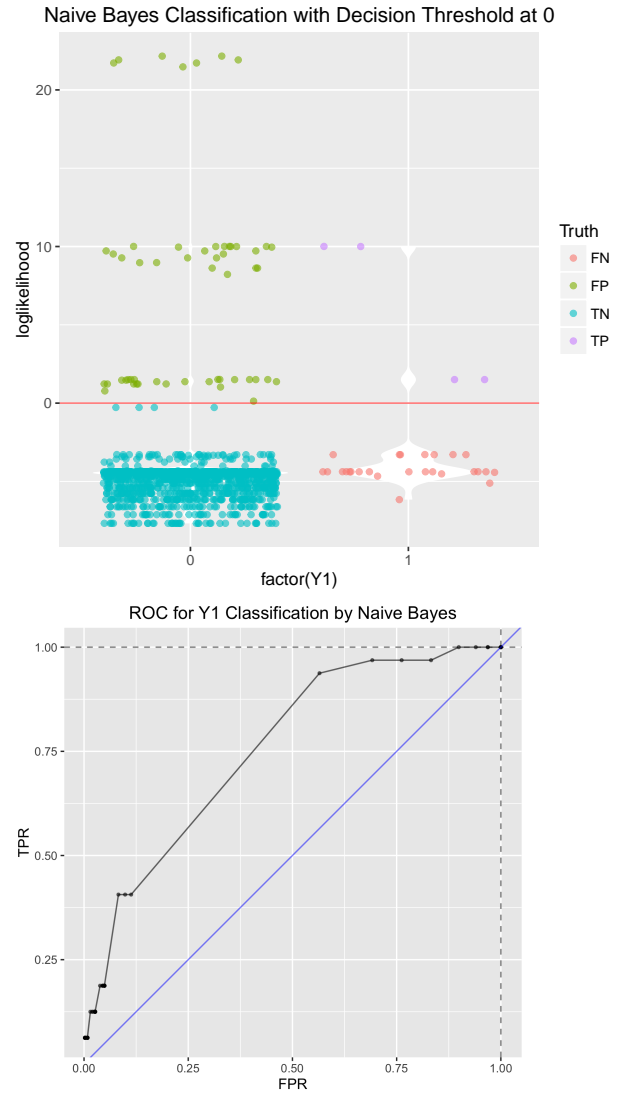 Naive Bayes Classification with Decision Threshold at 0
20
10
0
loglikelihood
0 1
factor(Y1)
Truth
FN
FP
TN
TP
ROC for Y1 Classification by Naive Bayes
1.00
0.75
0.50
0.25
TPR
0.00 0.25 0.50 0.75 1.00
FPR